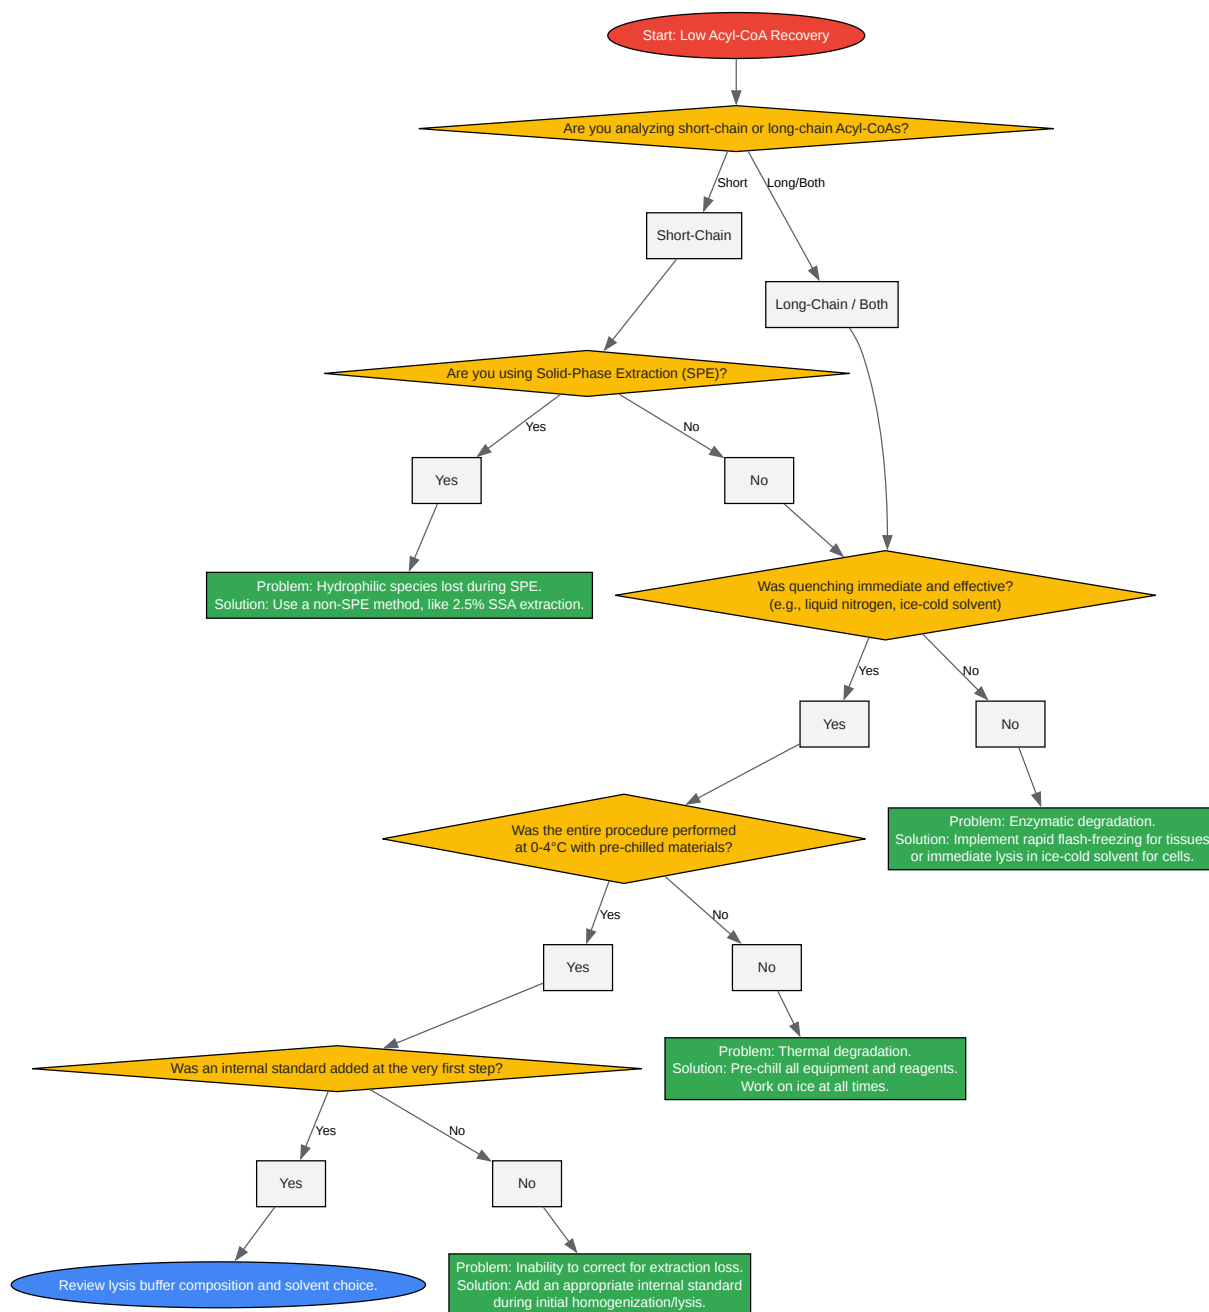 Start: Low Acyl-CoA Recovery
Are you analyzing short-chain or long-chain Acyl-CoAs?
Short
Long/Both
Short-Chain
Long-Chain / Both
Are you using Solid-Phase Extraction (SPE)?
Yes
No
Yes
No
Problem: Hydrophilic species lost during SPE.
Solution: Use a non-SPE method, like 2.5% SSA extraction.
Was quenching immediate and effective?
(e.g., liquid nitrogen, ice-cold solvent)
Yes
No
Yes
No
Problem: Enzymatic degradation.
Solution: Implement rapid flash-freezing for tissues
or immediate lysis in ice-cold solvent for cells.
Was the entire procedure performed
at 0-4°C with pre-chilled materials?
Yes
No
Yes
No
Problem: Thermal degradation.
Solution: Pre-chill all equipment and reagents.
Work on ice at all times.
Was an internal standard added at the very first step?
Yes
No
Yes
No
Review lysis buffer composition and solvent choice.
Problem: Inability to correct for extraction loss.
Solution: Add an appropriate internal standard
during initial homogenization/lysis.